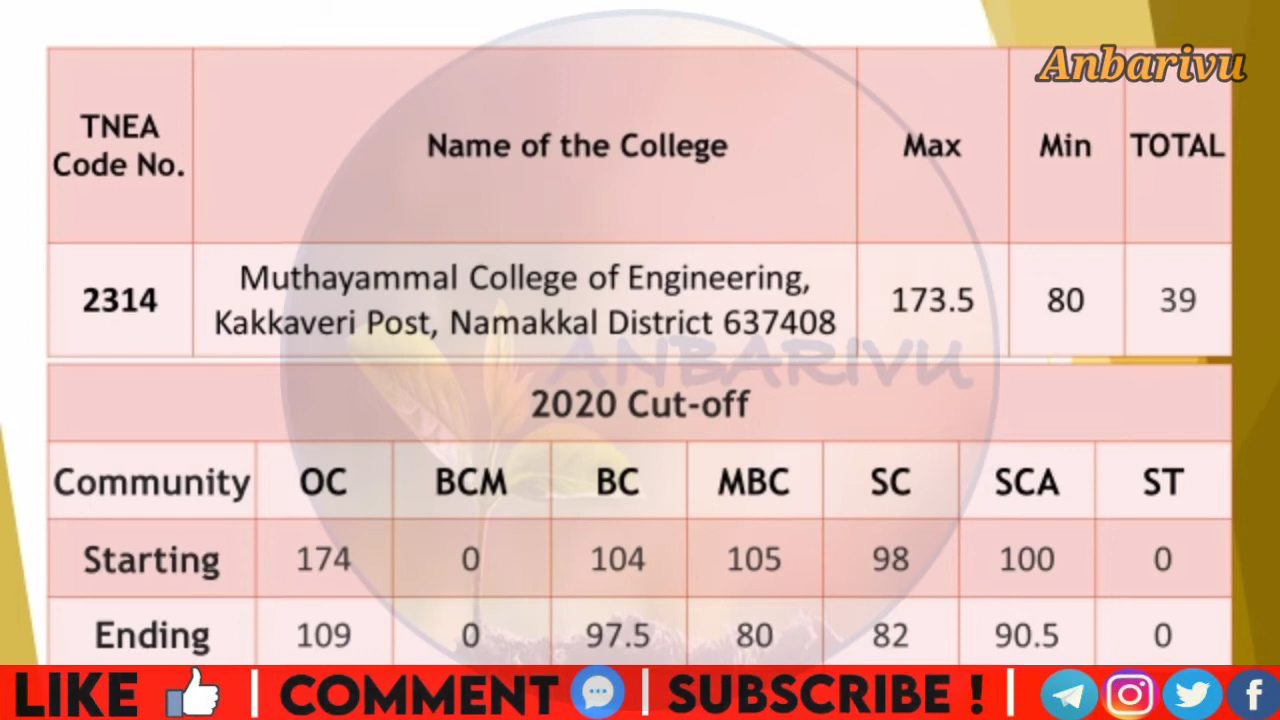 Anbarivu
TNEA
Code No.
Name of the College
Max
Min
TOTAL
2314
Muthayammal College of Engineering,
Kakkaveri Post, Namakkal District 637408
173.5
80
39
ANBARIVU
2020 Cut-off
Community OC BCM BC MBC SC SCA ST
Starting 174 0 104 105 98 100 0
Ending 109 0 97.5 80 82 90.5 0
LIKE | COMMENT | SUBSCRIBE ! |